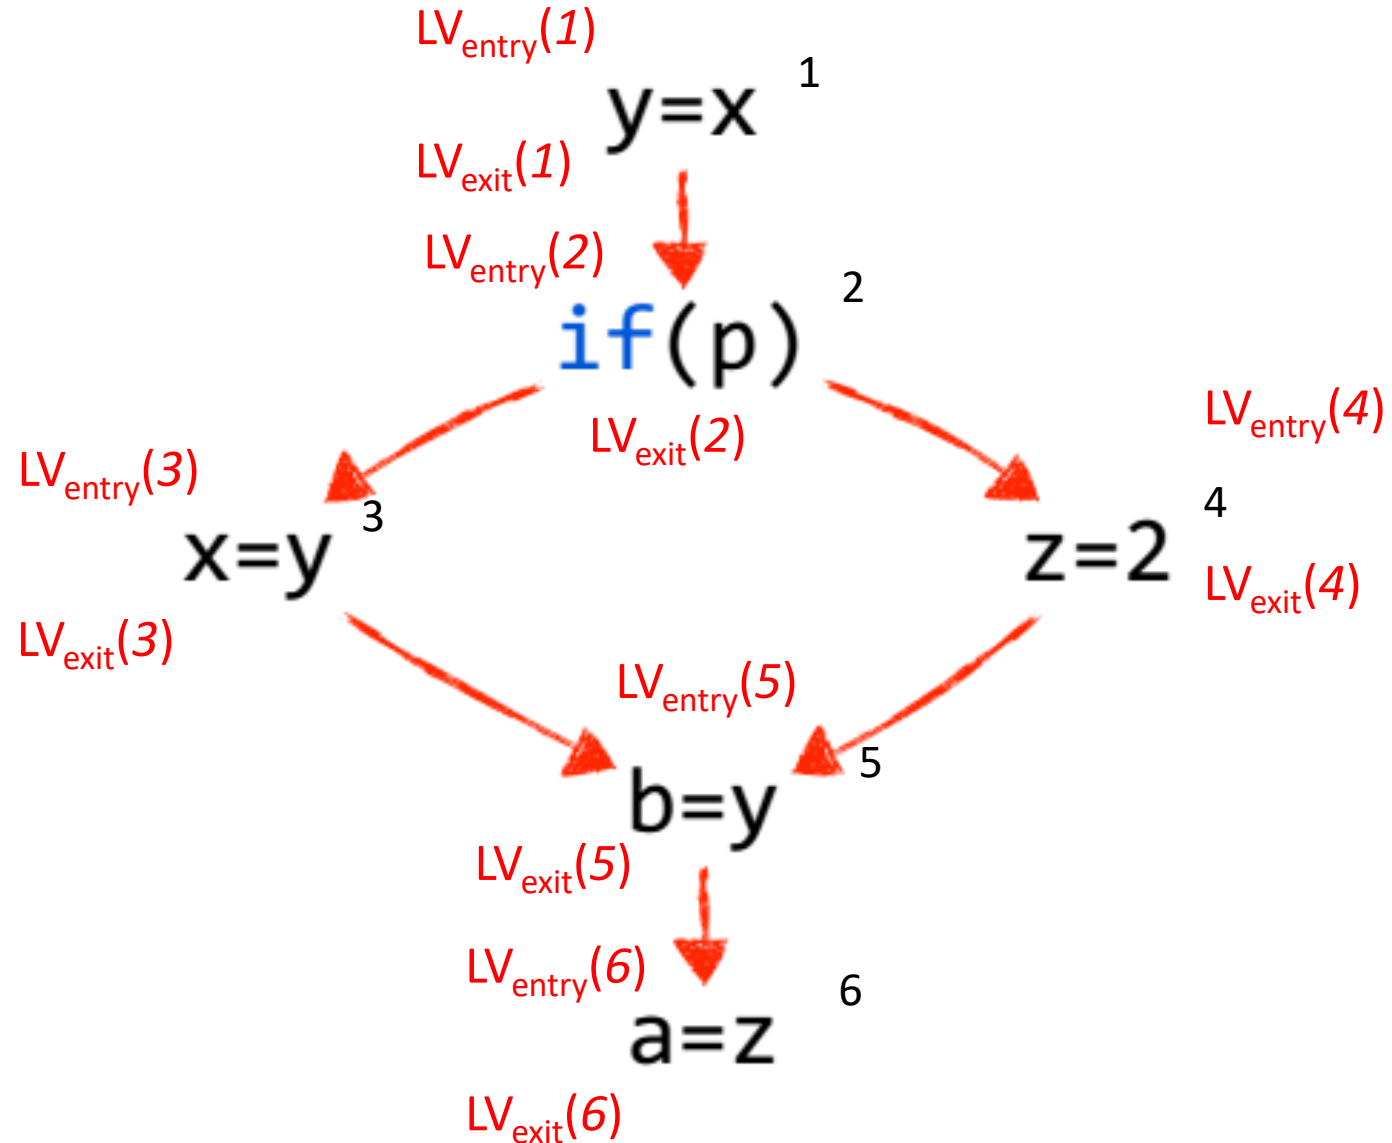 LVentry(1)
1
y=x
LVexit(1)
LVentry(2)
2
if(p)
LVexit(2)
LVentry(4)
LVentry(3)
3
4
x=y
z=2
LVexit(4)
LVexit(3)
LVentry(5)
5
b=y
LVexit(5)
LVentry(6)
6
a=z
LVexit(6)